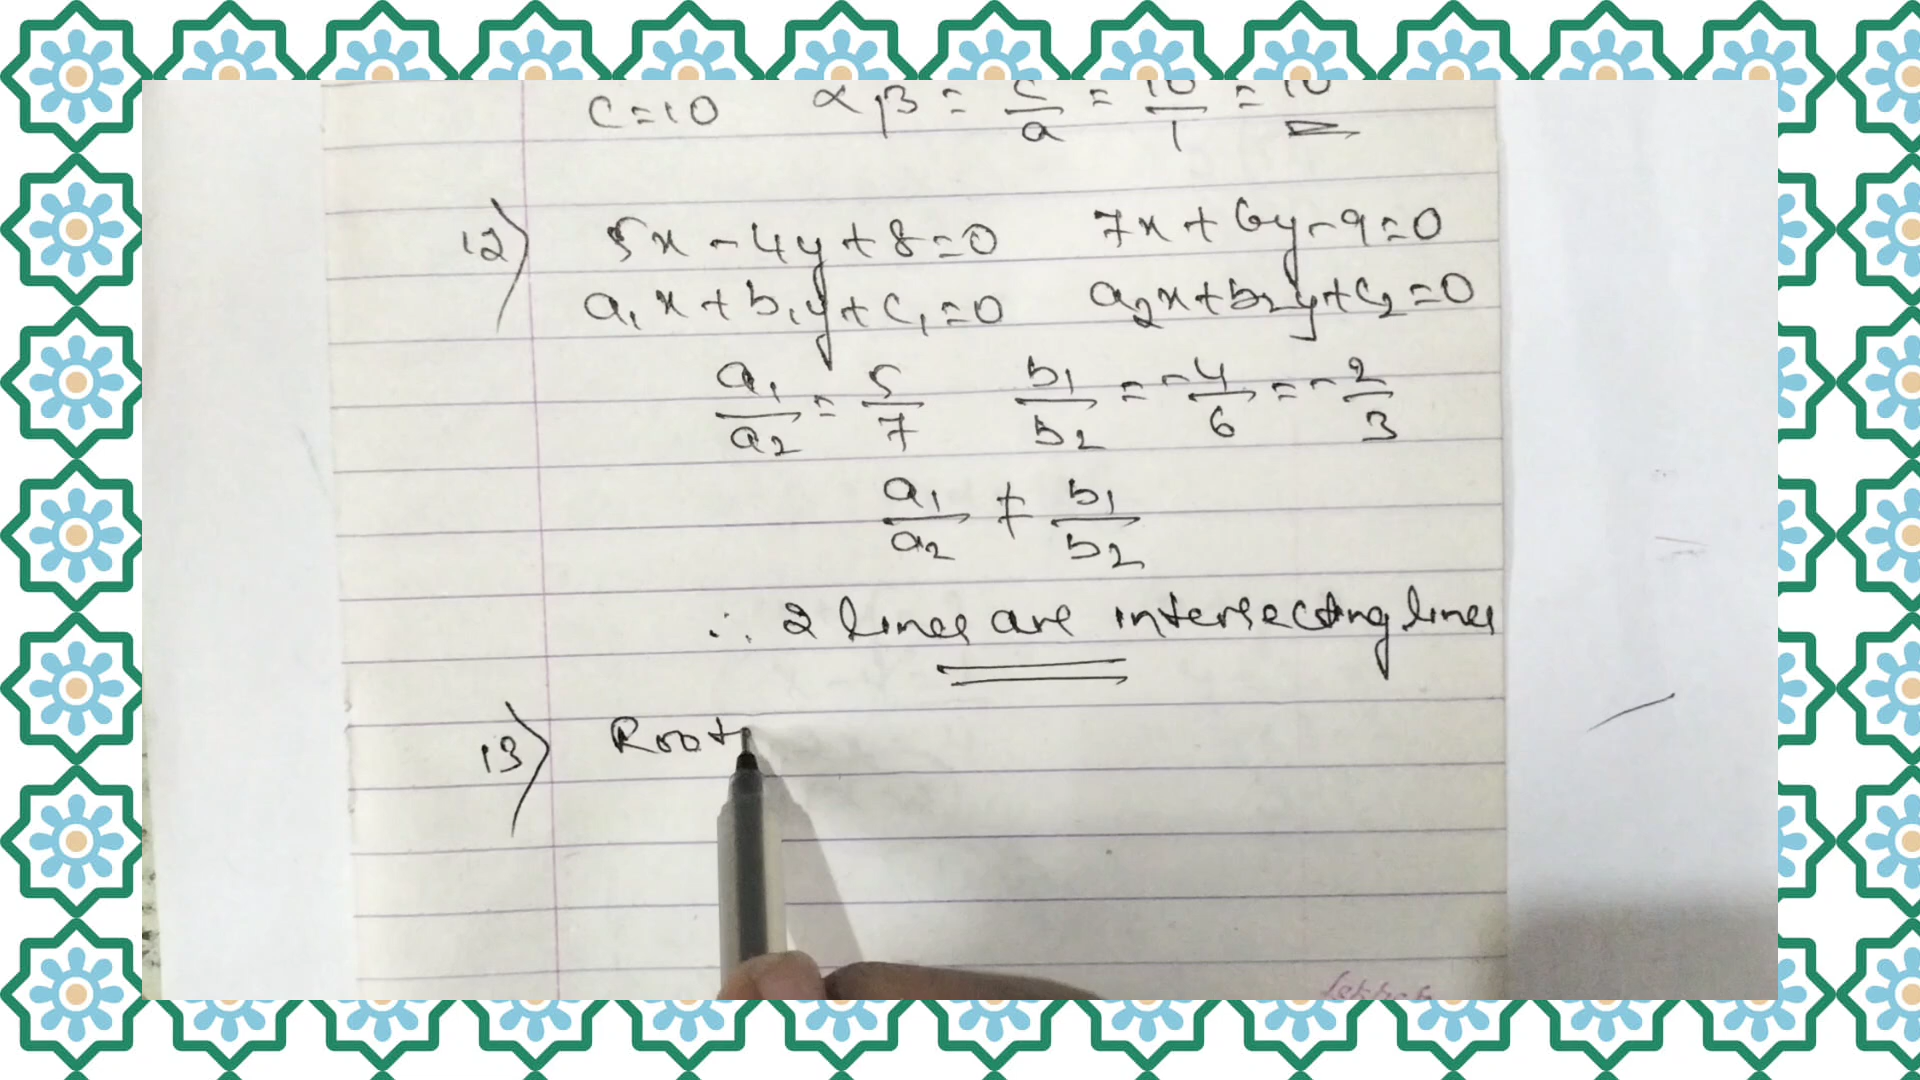 C=10 αβ = c/a = 10/1 = 10
12) 5x - 4y + 8 = 0 7x + 6y - 9 = 0
a₁x + b₁y + c₁ = 0 a₂x + b₂y + c₂ = 0
a₁/a₂ = 5/7 b₁/b₂ = -4/6 = -2/3
a₁/a₂ ≠ b₁/b₂
∴ 2 lines are intersecting lines
13) Root